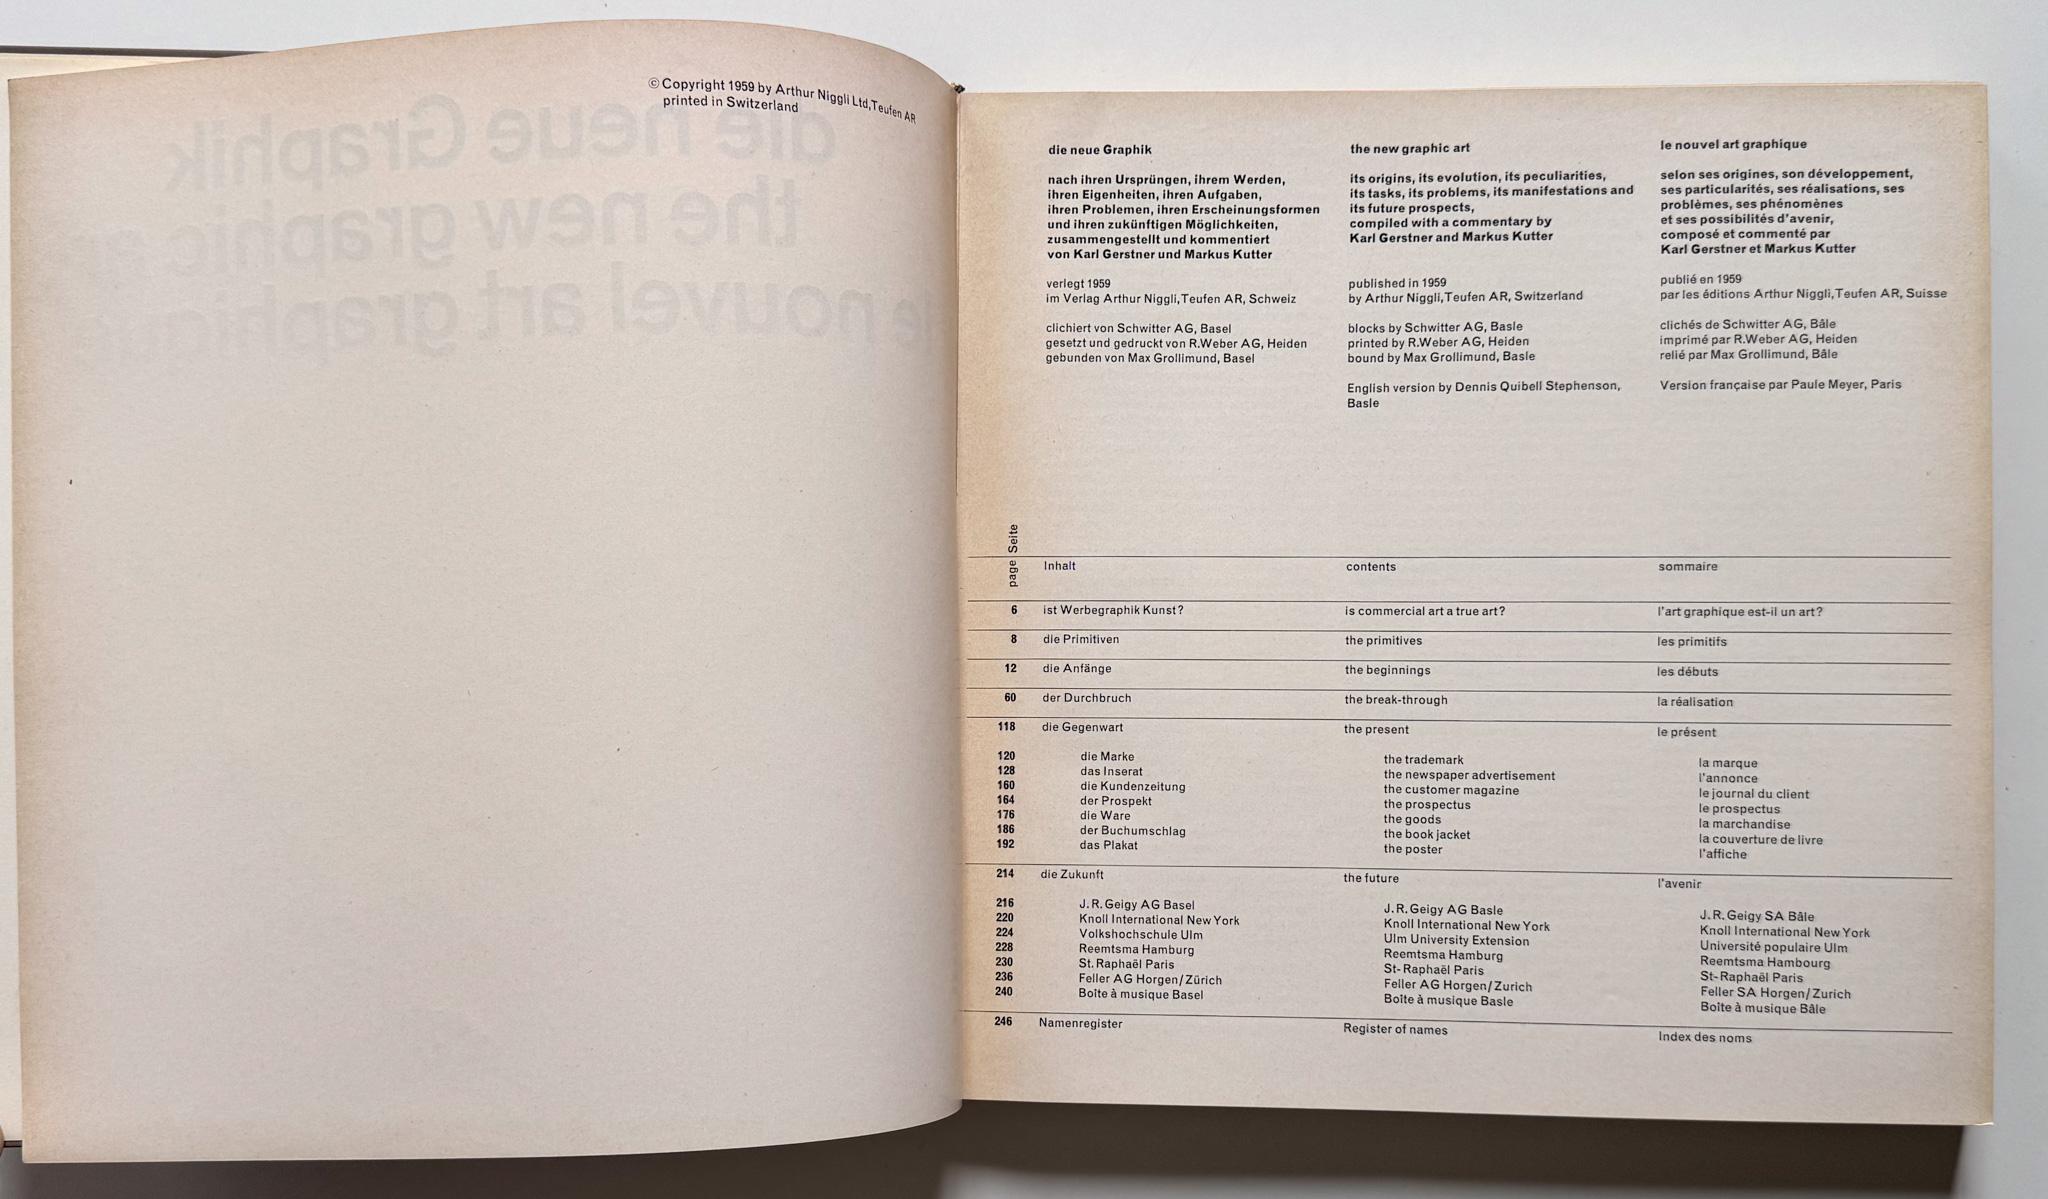 © Copyright 1959 by Arthur Niggli Ltd, Teufen AR
printed in Switzerland
die neue Graphik
the new graphic
le nouvel art graphiq
die neue Graphik
nach ihren Ursprüngen, ihrem Werden,
ihren Eigenheiten, ihren Aufgaben,
ihren Problemen, ihren Erscheinungsformen
und ihren zukünftigen Möglichkeiten,
zusammengestellt und kommentiert
von Karl Gerstner und Markus Kutter
verlegt 1959
im Verlag Arthur Niggli, Teufen AR, Schweiz
clichiert von Schwitter AG, Basel
gesetzt und gedruckt von R. Weber AG, Heiden
gebunden von Max Grollimund, Basel
the new graphic art
its origins, its evolution, its peculiarities,
its tasks, its problems, its manifestations and
its future prospects,
compiled with a commentary by
Karl Gerstner and Markus Kutter
published in 1959
by Arthur Niggli, Teufen AR, Switzerland
blocks by Schwitter AG, Basle
printed by R. Weber AG, Heiden
bound by Max Grollimund, Basle
English version by Dennis Quibell Stephenson,
Basle
le nouvel art graphique
selon ses origines, son développement,
ses particularités, ses réalisations, ses
problèmes, ses phénomènes
et ses possibilités d'avenir,
composé et commenté par
Karl Gerstner et Markus Kutter
publié en 1959
par les éditions Arthur Niggli, Teufen AR, Suisse
clichés de Schwitter AG, Bâle
imprimé par R. Weber AG, Heiden
relié par Max Grollimund, Bâle
Version française par Paule Meyer, Paris
page Seite
Inhalt contents sommaire
6 ist Werbegraphik Kunst? is commercial art a true art? l'art graphique est-il un art?
8 die Primitiven the primitives les primitifs
12 die Anfänge the beginnings les débuts
60 der Durchbruch the break-through la réalisation
118 die Gegenwart the present le présent
120 die Marke the trademark la marque
128 das Inserat the newspaper advertisement l'annonce
160 die Kundenzeitung the customer magazine le journal du client
164 der Prospekt the prospectus le prospectus
176 die Ware the goods la marchandise
186 der Buchumschlag the book jacket la couverture de livre
192 das Plakat the poster l'affiche
214 die Zukunft the future l'avenir
216 J. R. Geigy AG Basel J. R. Geigy AG Basle J. R. Geigy SA Bâle
220 Knoll International New York Knoll International New York Knoll International New York
224 Volkshochschule Ulm Ulm University Extension Université populaire Ulm
228 Reemtsma Hamburg Reemtsma Hamburg Reemtsma Hambourg
230 St. Raphaël Paris St-Raphaël Paris St-Raphaël Paris
236 Feller AG Horgen/Zürich Feller AG Horgen/Zurich Feller SA Horgen/Zurich
240 Boîte à musique Basel Boîte à musique Basle Boîte à musique Bâle
246 Namenregister Register of names Index des noms